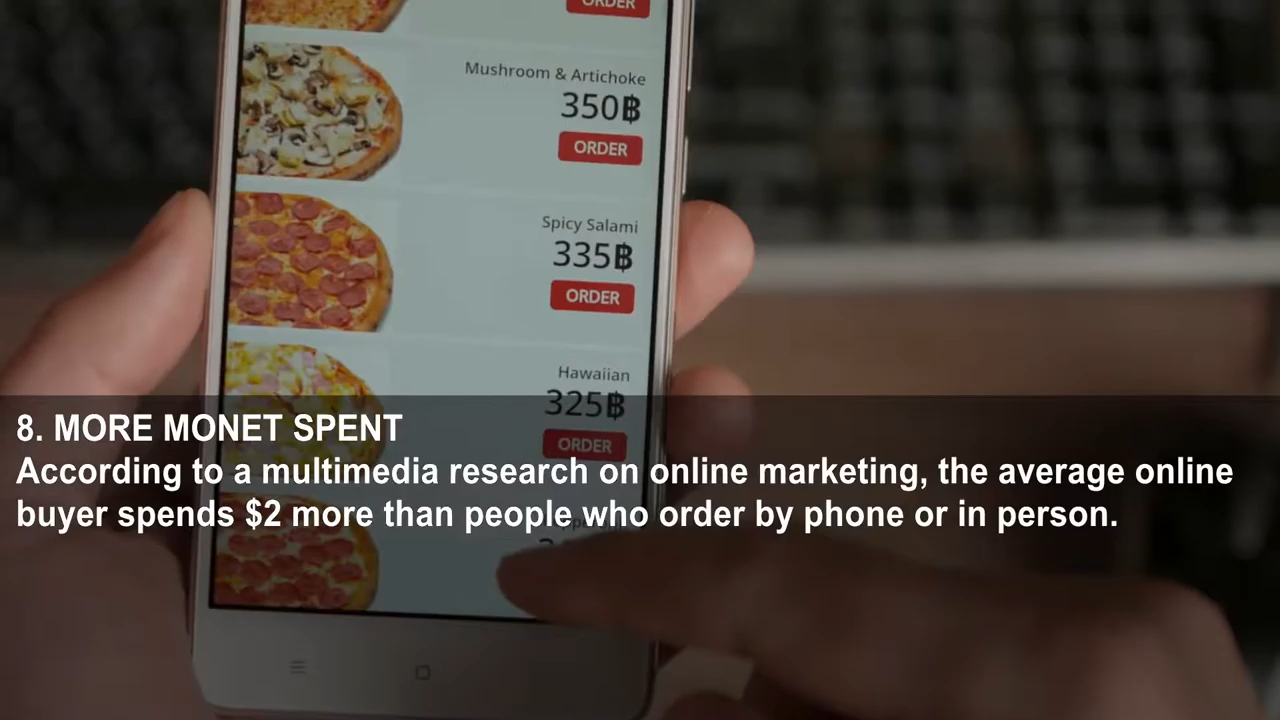 ORDER
Mushroom & Artichoke
350฿
ORDER
Spicy Salami
335฿
ORDER
Hawaiian
325฿
ORDER
8. MORE MONET SPENT
According to a multimedia research on online marketing, the average online
buyer spends $2 more than people who order by phone or in person.